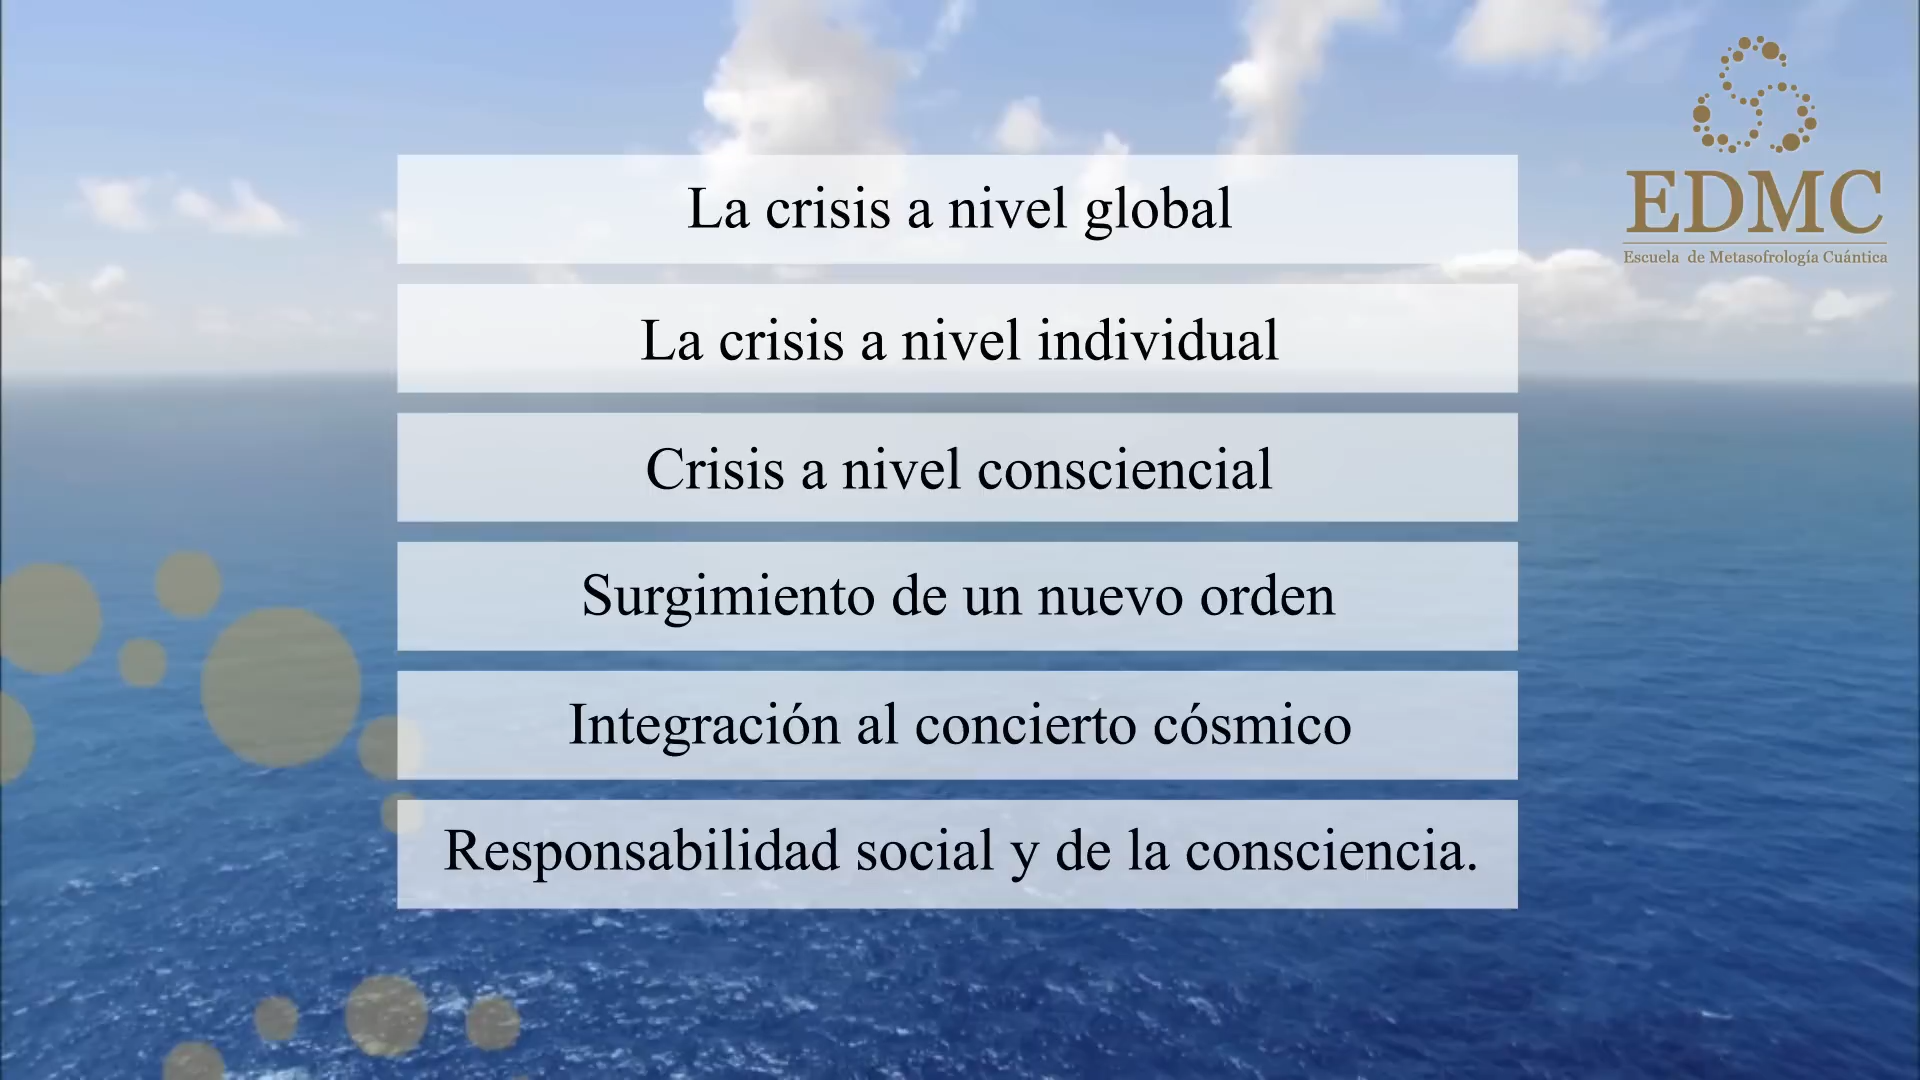 EDMC
Escuela de Metasofrología Cuántica
La crisis a nivel global
La crisis a nivel individual
Crisis a nivel consciencial
Surgimiento de un nuevo orden
Integración al concierto cósmico
Responsabilidad social y de la consciencia.